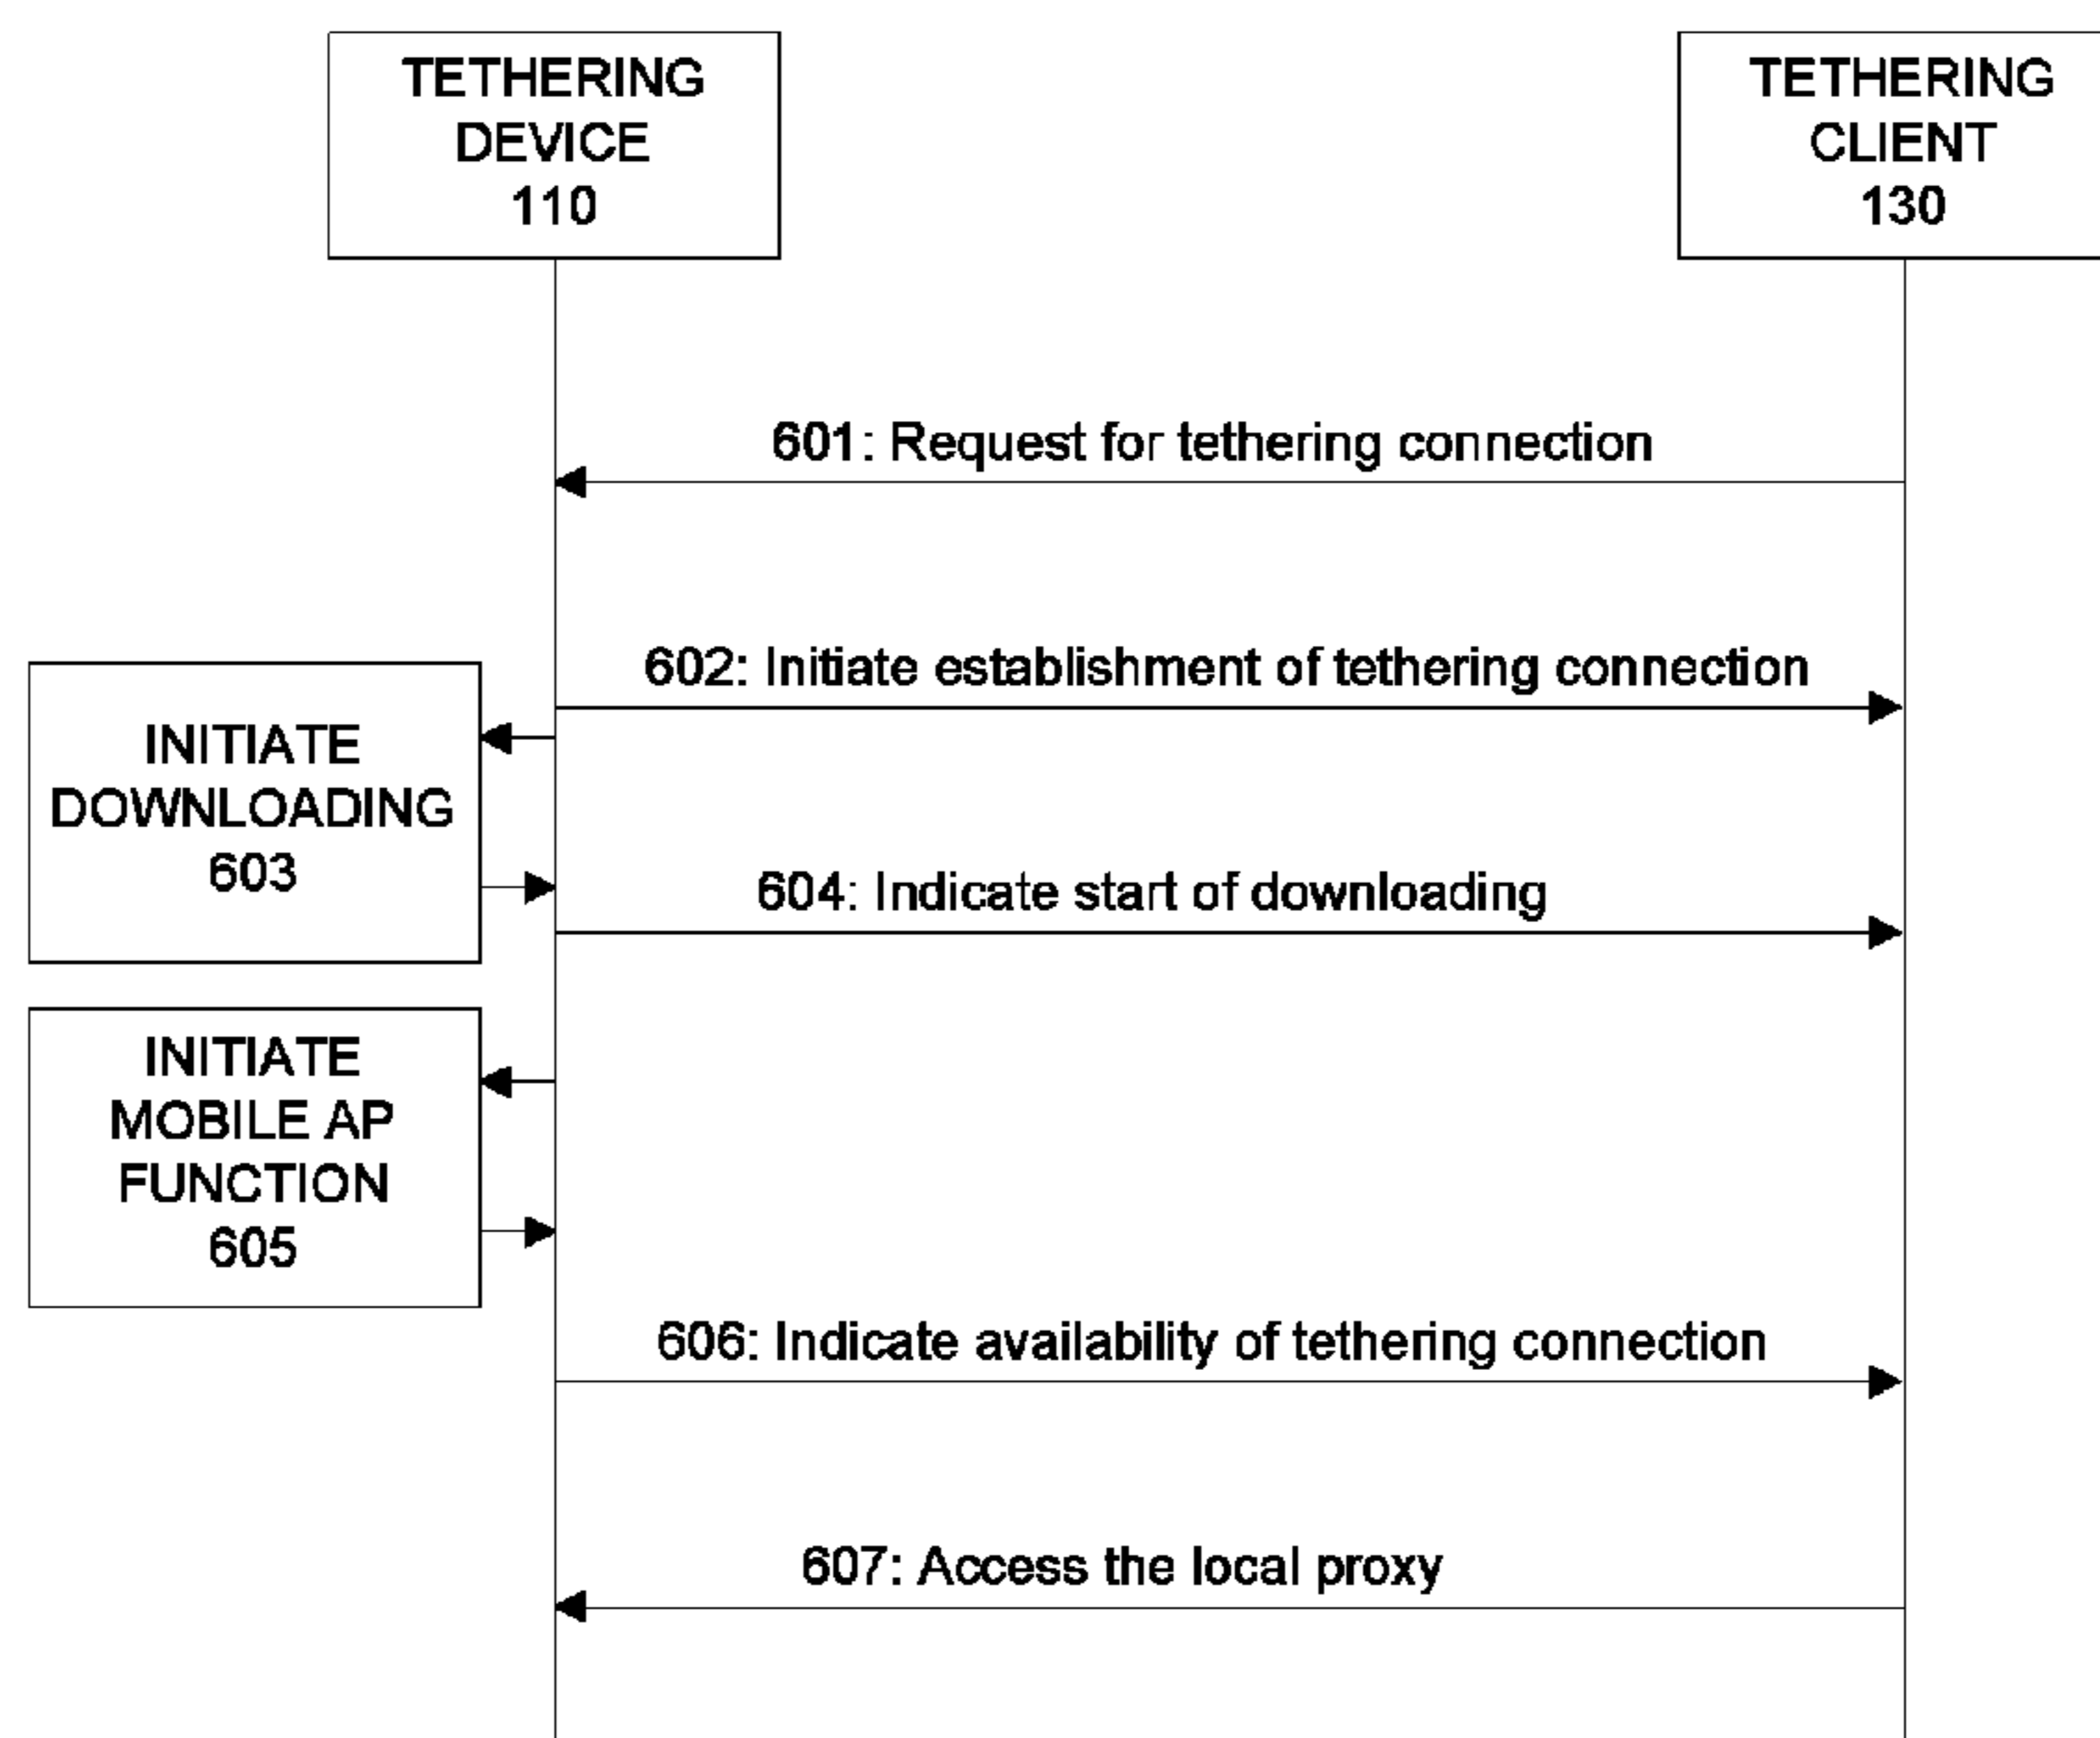 TETHERING
DEVICE
110
TETHERING
CLIENT
130
601: Request for tethering connection
602: Initiate establishment of tethering connection
INITIATE
DOWNLOADING
603
604: Indicate start of downloading
INITIATE
MOBILE AP
FUNCTION
605
606: Indicate availability of tethering connection
607: Access the local proxy